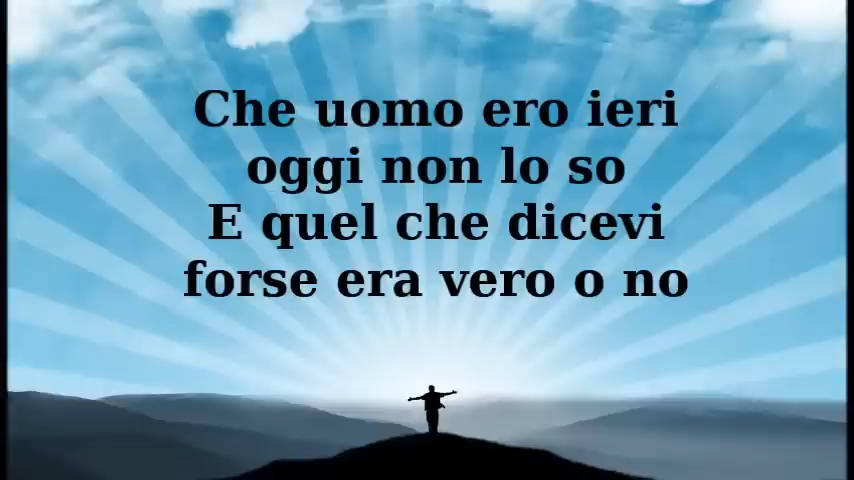 Che uomo ero ieri
oggi non lo so
E quel che dicevi
forse era vero o no